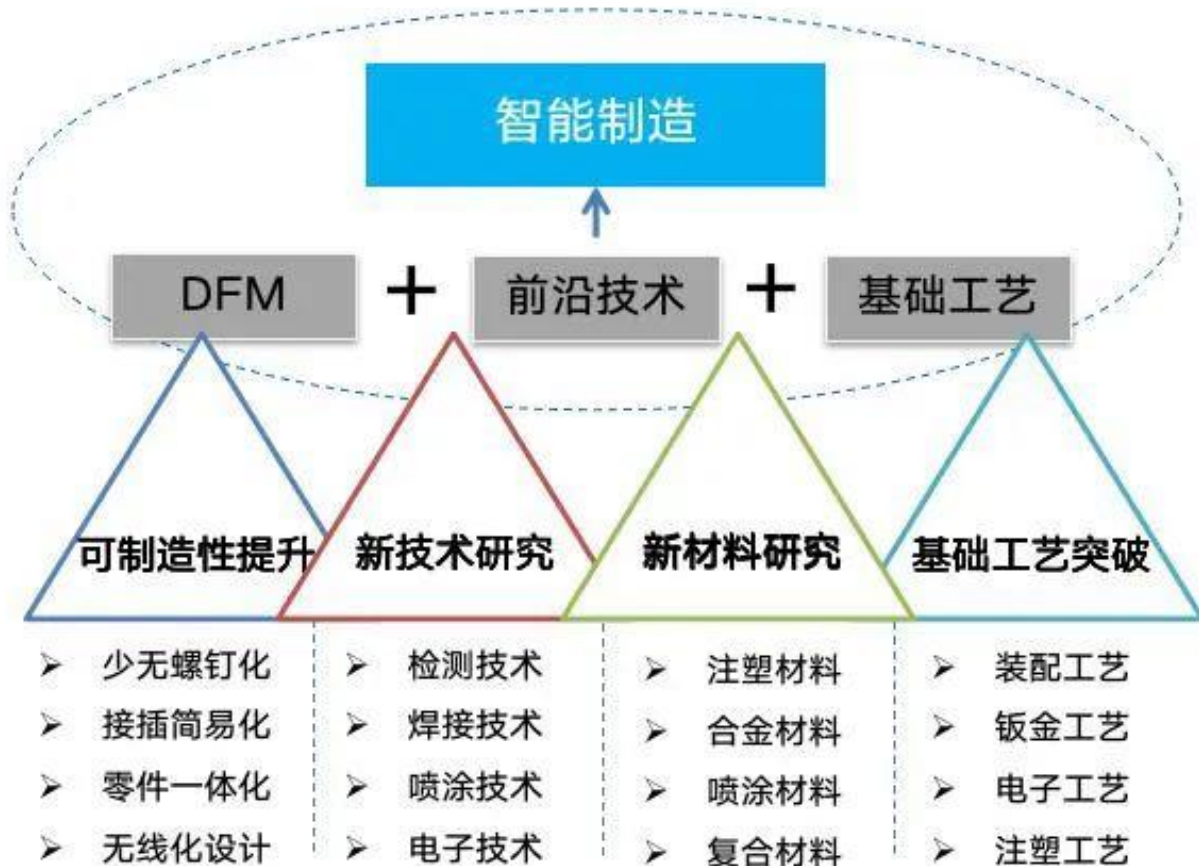 智能制造
DFM + 前沿技术 + 基础工艺
可制造性提升 新技术研究 新材料研究 基础工艺突破
➢ 少无螺钉化 ➢ 检测技术 ➢ 注塑材料 ➢ 装配工艺
➢ 接插简易化 ➢ 焊接技术 ➢ 合金材料 ➢ 钣金工艺
➢ 零件一体化 ➢ 喷涂技术 ➢ 喷涂材料 ➢ 电子工艺
➢ 无线化设计 ➢ 电子技术 ➢ 复合材料 ➢ 注塑工艺